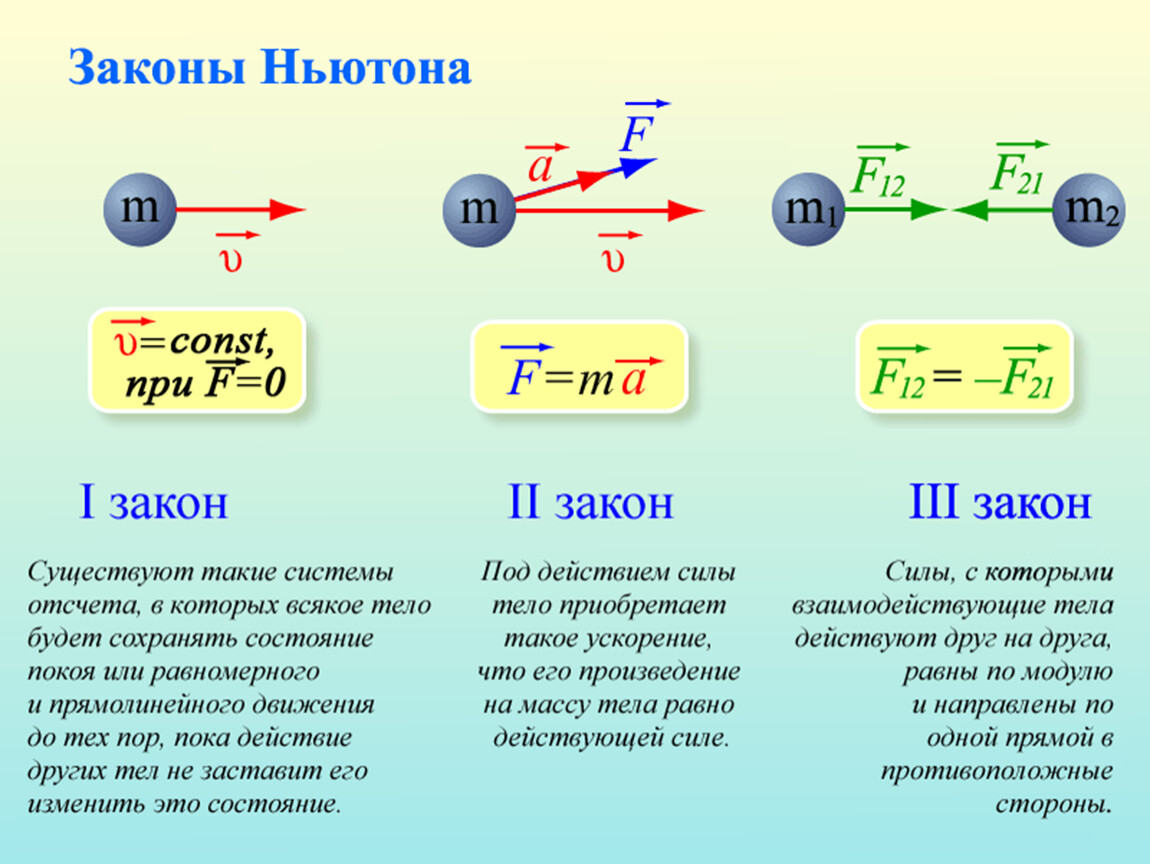 Законы Ньютона
m
υ
m
a
F
υ
m₁
F₁₂
F₂₁
m₂
υ=const,
при F=0
F=ma
F₁₂= –F₂₁
I закон
Существуют такие системы
отсчета, в которых всякое тело
будет сохранять состояние
покоя или равномерного
и прямолинейного движения
до тех пор, пока действие
других тел не заставит его
изменить это состояние.
II закон
Под действием силы
тело приобретает
такое ускорение,
что его произведение
на массу тела равно
действующей силе.
III закон
Силы, с которыми
взаимодействующие тела
действуют друг на друга,
равны по модулю
и направлены по
одной прямой в
противоположные
стороны.